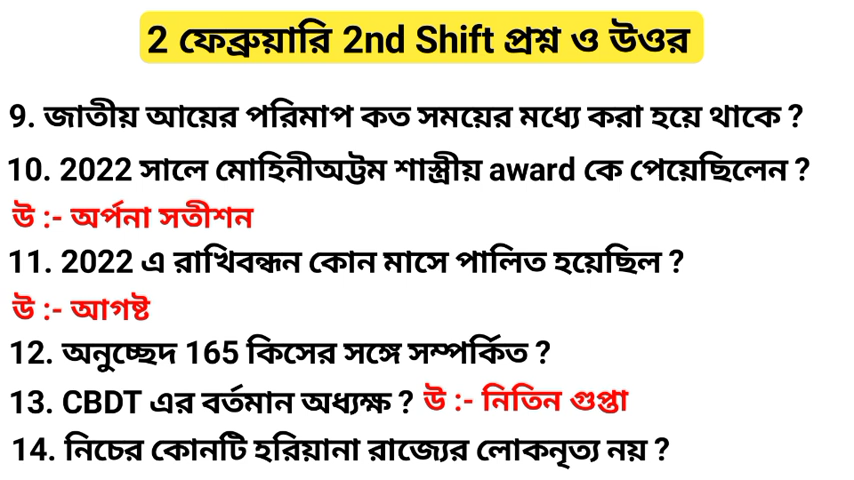 2 ফেব্রুয়ারি 2nd Shift প্রশ্ন ও উওর
9. জাতীয় আয়ের পরিমাপ কত সময়ের মধ্যে করা হয়ে থাকে ?
10. 2022 সালে মোহিনীঅট্টম শাস্ত্রীয় award কে পেয়েছিলেন ?
উ :- অর্পনা সতীশন
11. 2022 এ রাখিবন্ধন কোন মাসে পালিত হয়েছিল ?
উ :- আগষ্ট
12. অনুচ্ছেদ 165 কিসের সঙ্গে সম্পর্কিত ?
13. CBDT এর বর্তমান অধ্যক্ষ ? উ :- নিতিন গুপ্তা
14. নিচের কোনটি হরিয়ানা রাজ্যের লোকনৃত্য নয় ?